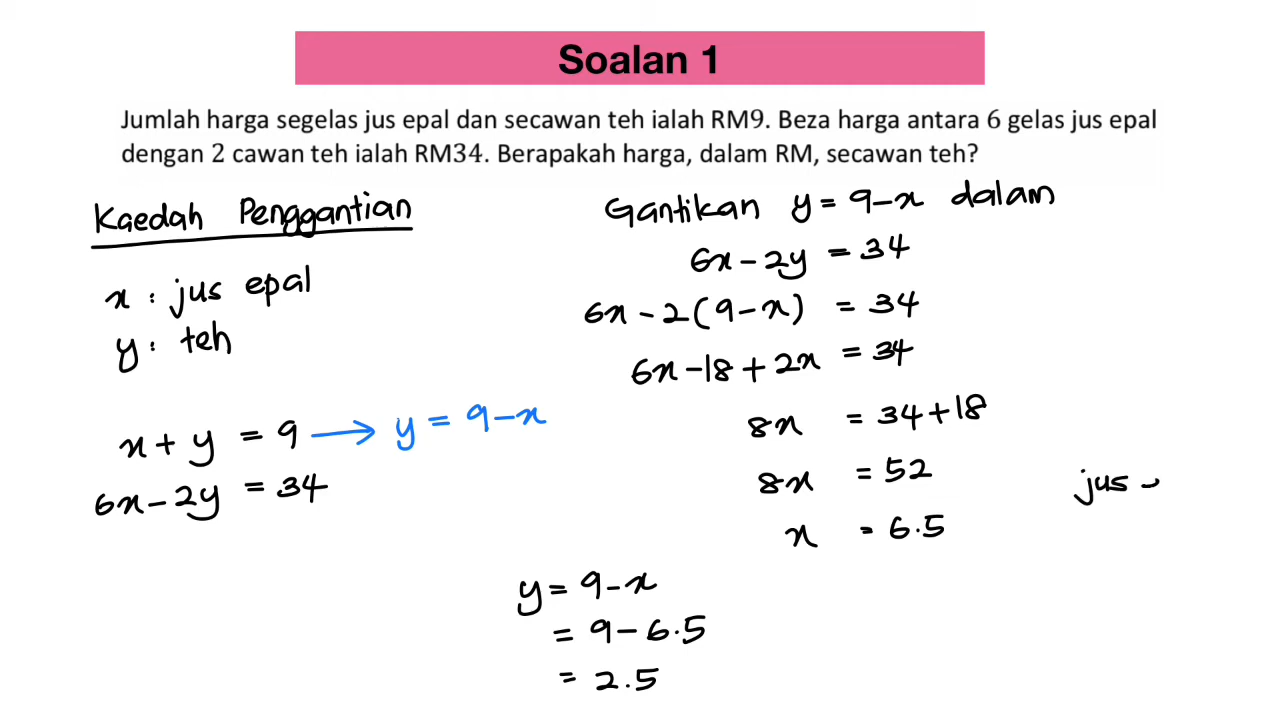 Soalan 1
Jumlah harga segelas jus epal dan secawan teh ialah RM9. Beza harga antara 6 gelas jus epal
dengan 2 cawan teh ialah RM34. Berapakah harga, dalam RM, secawan teh?
Kaedah Penggantian
x : jus epal
y : teh
x + y = 9 → y = 9 - x
6x - 2y = 34
Gantikan y = 9 - x dalam
6x - 2y = 34
6x - 2(9 - x) = 34
6x - 18 + 2x = 34
8x = 34 + 18
8x = 52
x = 6.5
jus
y = 9 - x
= 9 - 6.5
= 2.5